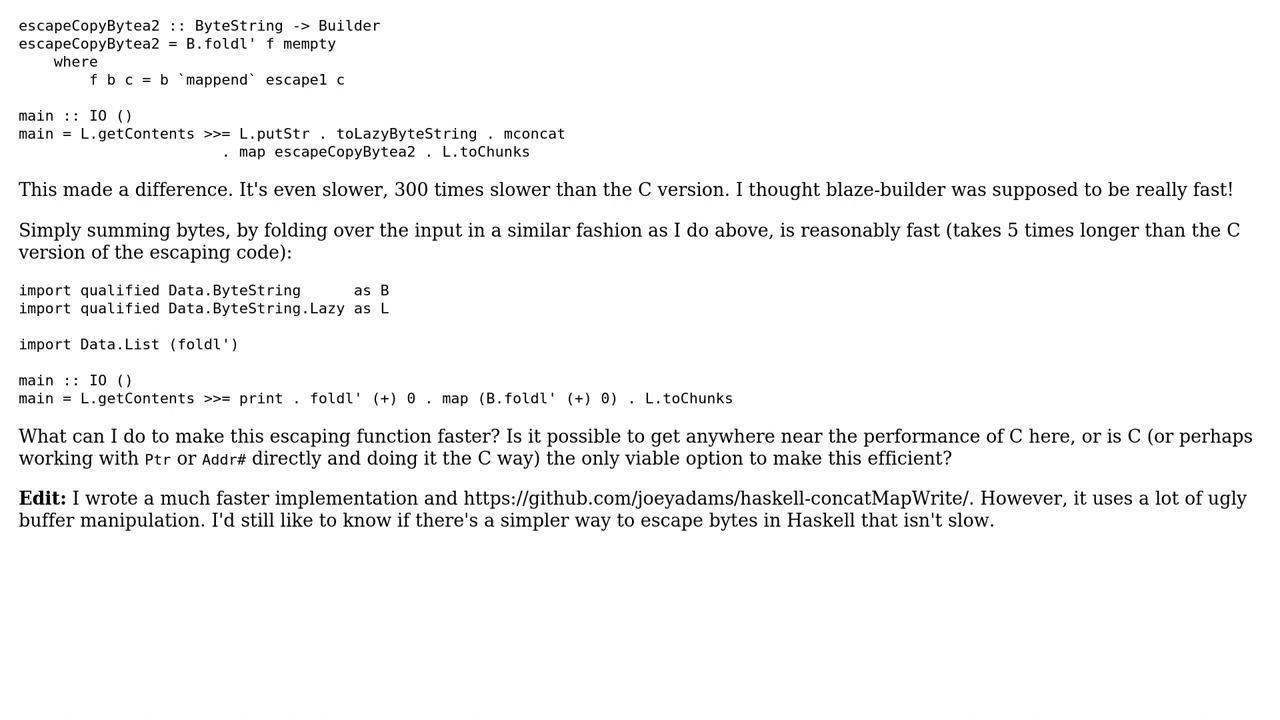 escapeCopyBytea2 :: ByteString -> Builder
escapeCopyBytea2 = B.foldl' f mempty
    where
        f b c = b `mappend` escape1 c

main :: IO ()
main = L.getContents >>= L.putStr . toLazyByteString . mconcat
                       . map escapeCopyBytea2 . L.toChunks

This made a difference. It's even slower, 300 times slower than the C version. I thought blaze-builder was supposed to be really fast!

Simply summing bytes, by folding over the input in a similar fashion as I do above, is reasonably fast (takes 5 times longer than the C
version of the escaping code):

import qualified Data.ByteString      as B
import qualified Data.ByteString.Lazy as L

import Data.List (foldl')

main :: IO ()
main = L.getContents >>= print . foldl' (+) 0 . map (B.foldl' (+) 0) . L.toChunks

What can I do to make this escaping function faster? Is it possible to get anywhere near the performance of C here, or is C (or perhaps
working with Ptr or Addr# directly and doing it the C way) the only viable option to make this efficient?

Edit: I wrote a much faster implementation and https://github.com/joeyadams/haskell-concatMapWrite/. However, it uses a lot of ugly
buffer manipulation. I'd still like to know if there's a simpler way to escape bytes in Haskell that isn't slow.